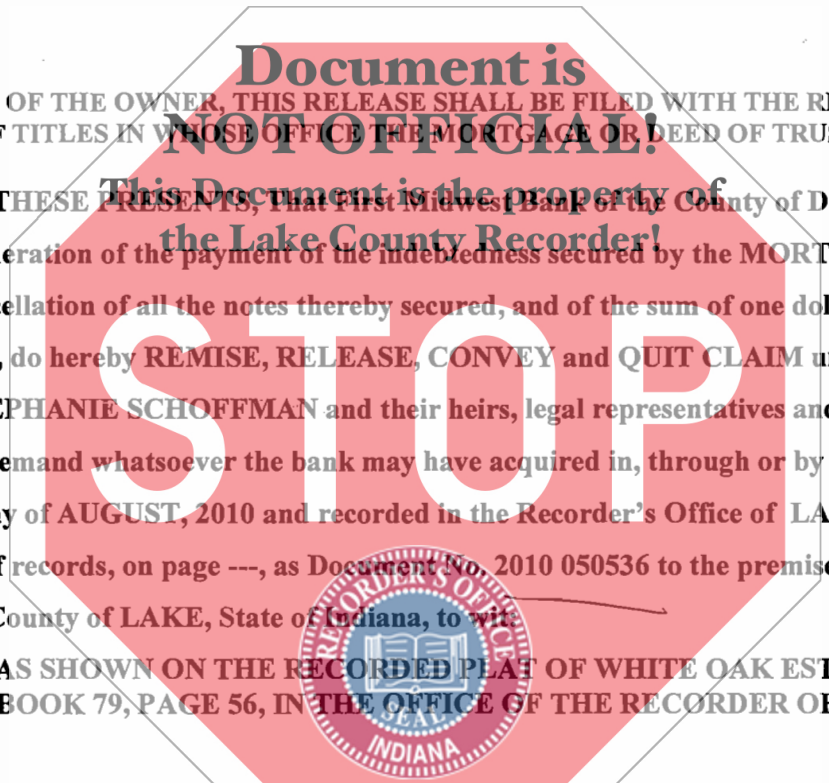 Document is
OF THE OWNER, THIS RELEASE SHALL BE FILED WITH THE
NOT OFFICIAL!
TITLES IN WHOSE OFFICE THE MORTGAGE OR DEED OF TRU
THESE PRESENTS, That First Midwest Bank of the County of D
This Document is the property of
the Lake County Recorder!
eration of the payment of the indebtedness secured by the MORT
ellation of all the notes thereby secured, and of the sum of one dol
STOP
, do hereby REMISE, RELEASE, CONVEY and QUIT CLAIM u
EPHANIE SCHOFFMAN and their heirs, legal representatives and
emand whatsoever the bank may have acquired in, through or by
y of AUGUST, 2010 and recorded in the Recorder's Office of LA
f records, on page ---, as Document No. 2010 050536 to the premise
County of LAKE, State of Indiana, to wit:
AS SHOWN ON THE RECORDED PLAT OF WHITE OAK EST
BOOK 79, PAGE 56, IN THE OFFICE OF THE RECORDER OF
RECORDER'S OFFICE
SEAL
INDIANA